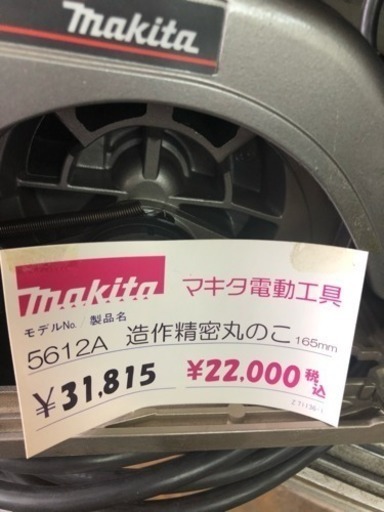 makita
makita マキタ電動工具
モデルNo. / 製品名
5612A 造作精密丸のこ 165mm
¥31,815 ¥22,000 税込